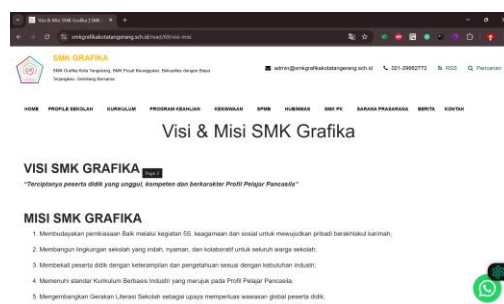 Visi & Misi SMK Grafika | SMK
smkgrafikakotatangerang.sch.id/read/69/visi-misi
SMK GRAFIKA
SMK Grafika Kota Tangerang, SMK Pusat Keunggulan, Berkualitas dengan Biaya
Terjangkau. Gemilang Bersama.
admin@smkgrafikakotatangerang.sch.id
021-29662772
RSS
Pencarian
HOME PROFILE SEKOLAH KURIKULUM PROGRAM KEAHLIAN KESISWAAN SPMB HUBINMAS SMK PK SARANA PRASARANA BERITA KONTAK
Visi & Misi SMK Grafika
VISI SMK GRAFIKA
Page 2
"Terciptanya peserta didik yang unggul, kompeten dan berkarakter Profil Pelajar Pancasila"
MISI SMK GRAFIKA
1. Membudayakan pembiasaan Baik melalui kegiatan 5S, keagamaan dan sosial untuk mewujudkan pribadi berakhlakul karimah;
2. Membangun lingkungan sekolah yang indah, nyaman, dan kolaboratif untuk seluruh warga sekolah;
3. Membekali peserta didik dengan keterampilan dan pengetahuan sesuai dengan kebutuhan industri;
4. Memenuhi standar Kurikulum Berbasis Industri yang merujuk pada Profil Pelajar Pancasila;
5. Mengembangkan Gerakan Literasi Sekolah sebagai upaya memperluas wawasan global peserta didik;